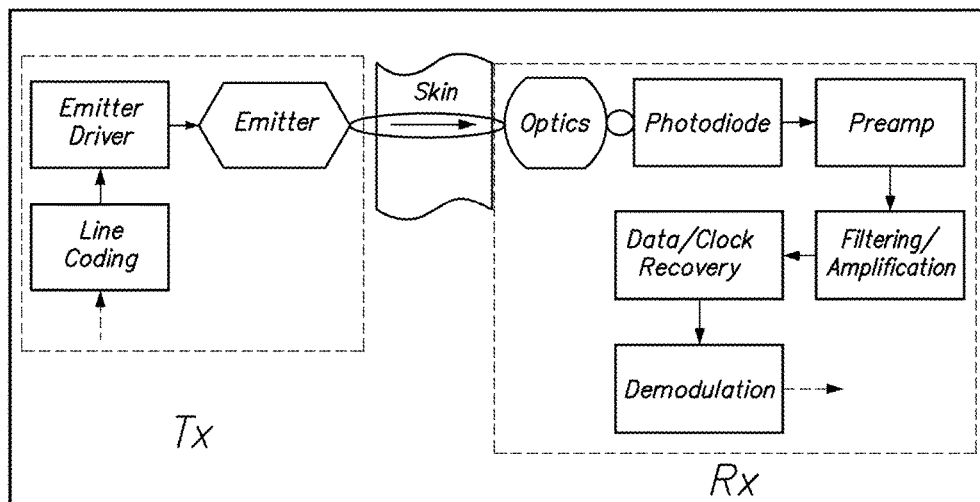 Emitter
Driver
Emitter
Skin
Optics
Photodiode
Preamp
Line
Coding
Data/Clock
Recovery
Filtering/
Amplification
Demodulation
Tx
Rx